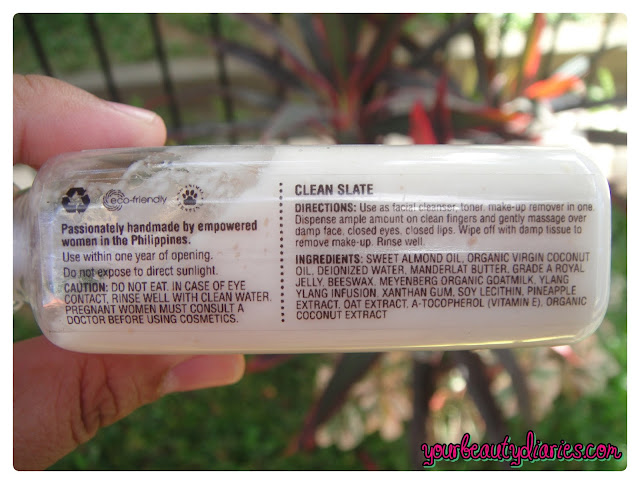 eco-friendly
Passionately handmade by empowered
women in the Philippines.
Use within one year of opening.
Do not expose to direct sunlight.
CAUTION: DO NOT EAT. IN CASE OF EYE
CONTACT, RINSE WELL WITH CLEAN WATER.
PREGNANT WOMEN MUST CONSULT A
DOCTOR BEFORE USING COSMETICS.
CLEAN SLATE
DIRECTIONS: Use as facial cleanser, toner, make-up remover in one.
Dispense ample amount on clean fingers and gently massage over
damp face, closed eyes, closed lips. Wipe off with damp tissue to
remove make-up. Rinse well.
INGREDIENTS: SWEET ALMOND OIL, ORGANIC VIRGIN COCONUT
OIL, DEIONIZED WATER, MANDERLAT BUTTER, GRADE A ROYAL
JELLY, BEESWAX, MEYENBERG ORGANIC GOATMILK, YLANG
YLANG INFUSION, XANTHAN GUM, SOY LECITHIN, PINEAPPLE
EXTRACT, OAT EXTRACT, A-TOCOPHEROL (VITAMIN E), ORGANIC
COCONUT EXTRACT
yourbeautydiaries.com